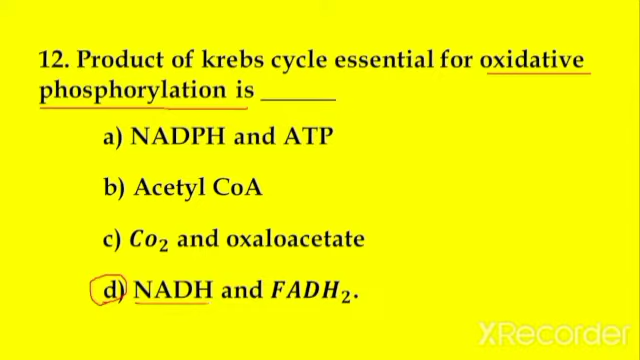 12. Product of krebs cycle essential for oxidative
phosphorylation is ______
a) NADPH and ATP
b) Acetyl CoA
c) Co₂ and oxaloacetate
d) NADH and FADH₂.
XRecorder